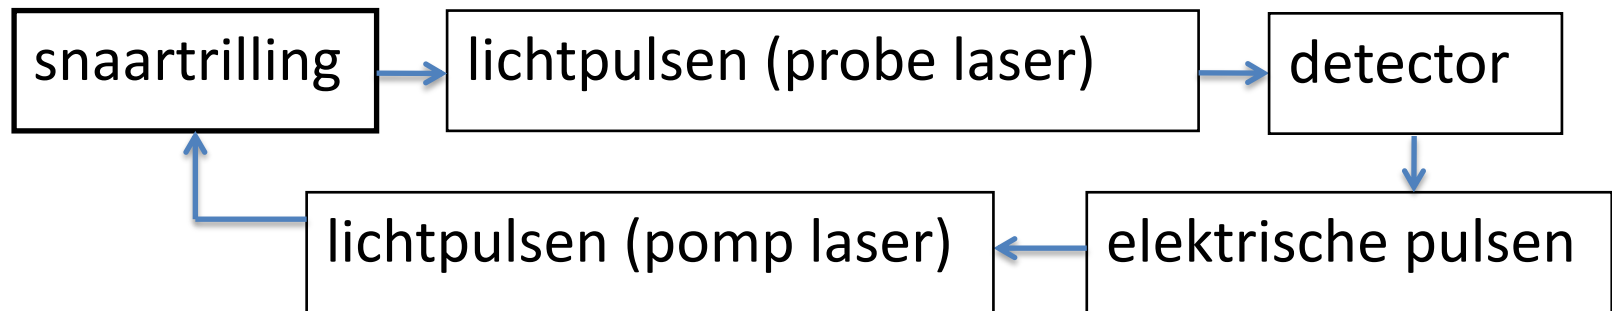 snaartrilling
lichtpulsen (probe laser)
detector
lichtpulsen (pomp laser)
elektrische pulsen